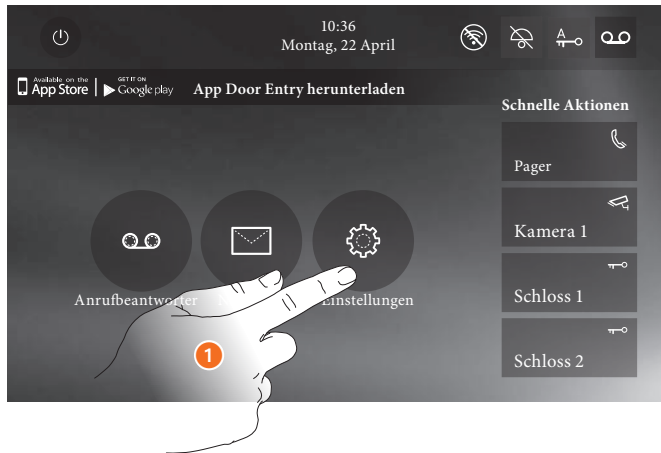 10:36
Montag, 22 April
A
Available on the
App Store
GET IT ON
Google play
App Door Entry herunterladen
Schnelle Aktionen
Pager
Kamera 1
Anrufbeantworter
Einstellungen
Schloss 1
Schloss 2
1